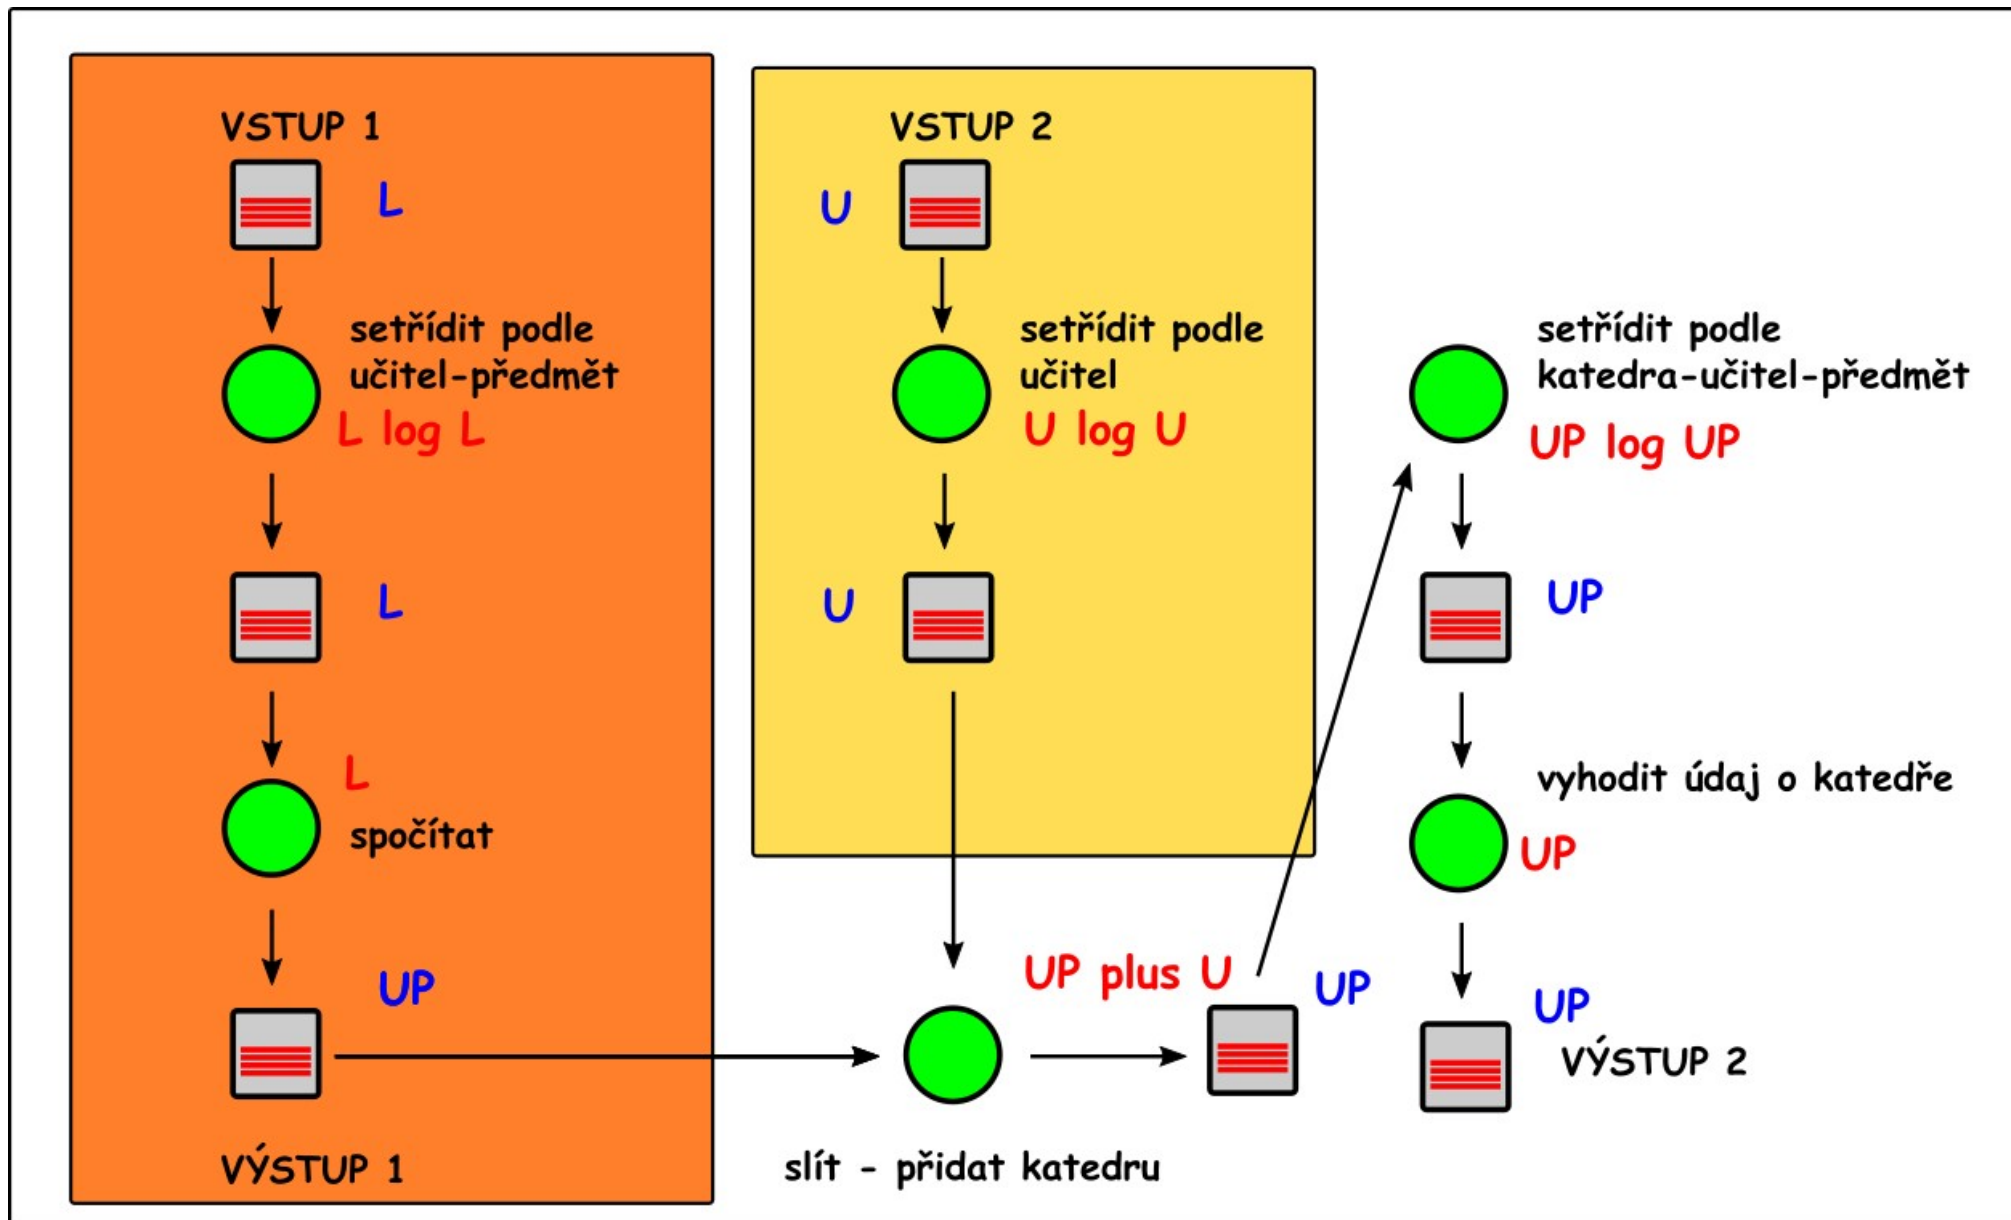 VSTUP 1
L
setřídit podle
učitel-předmět
L log L
L
L
spočítat
UP
VÝSTUP 1
VSTUP 2
U
setřídit podle
učitel
U log U
U
UP plus U
slít - přidat katedru
UP
setřídit podle
katedra-učitel-předmět
UP log UP
UP
vyhodit údaj o katedře
UP
UP
VÝSTUP 2